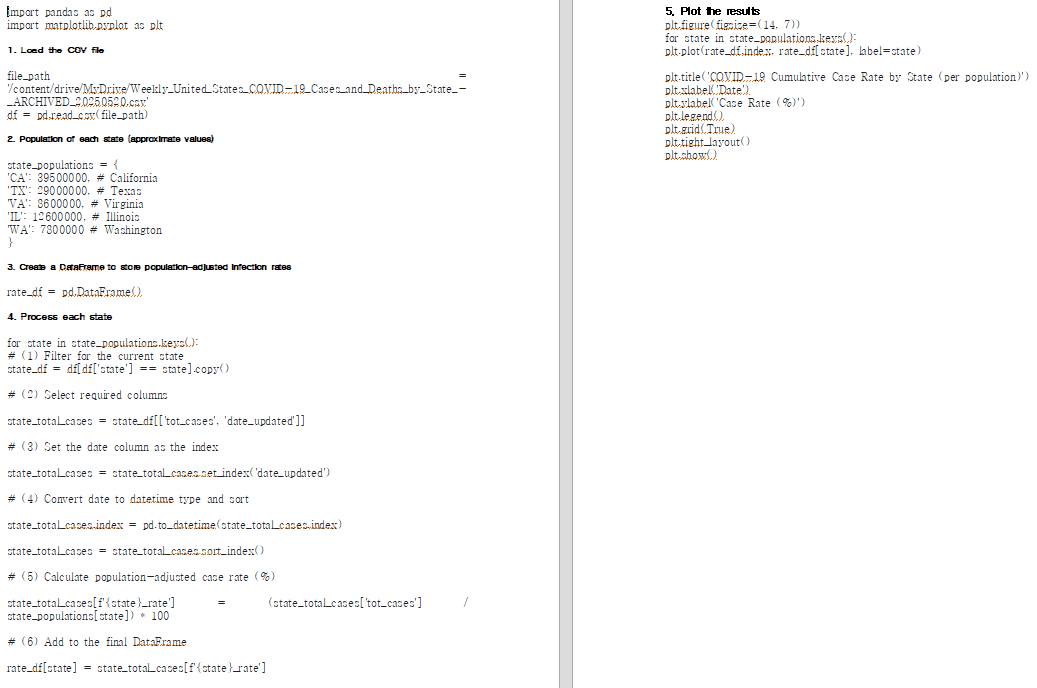 import pandas as pd
import matplotlib.pyplot as plt
1. Load the CSV file
file_path =
'/content/drive/MyDrive/Weekly_United_States_COVID-19_Cases_and_Deaths_by_State_-
_ARCHIVED_20250520.csv'
df = pd.read_csv(file_path)
2. Population of each state (approximate values)
state_populations = {
'CA': 39500000, # California
'TX': 29000000, # Texas
'VA': 8600000, # Virginia
'IL': 12600000, # Illinois
'WA': 7800000 # Washington
}
3. Create a DataFrame to store population-adjusted infection rates
rate_df = pd.DataFrame()
4. Process each state
for state in state_populations.keys():
# (1) Filter for the current state
state_df = df[df['state'] == state].copy()
# (2) Select required columns
state_total_cases = state_df[['tot_cases', 'date_updated']]
# (3) Set the date column as the index
state_total_cases = state_total_cases.set_index('date_updated')
# (4) Convert date to datetime type and sort
state_total_cases.index = pd.to_datetime(state_total_cases.index)
state_total_cases = state_total_cases.sort_index()
# (5) Calculate population-adjusted case rate (%)
state_total_cases[f'{state}_rate'] = (state_total_cases['tot_cases'] /
state_populations[state]) * 100
# (6) Add to the final DataFrame
rate_df[state] = state_total_cases[f'{state}_rate']
5. Plot the results
plt.figure(figsize=(14, 7))
for state in state_populations.keys():
plt.plot(rate_df.index, rate_df[state], label=state)
plt.title('COVID-19 Cumulative Case Rate by State (per population)')
plt.xlabel('Date')
plt.ylabel('Case Rate (%)')
plt.legend()
plt.grid(True)
plt.tight_layout()
plt.show()